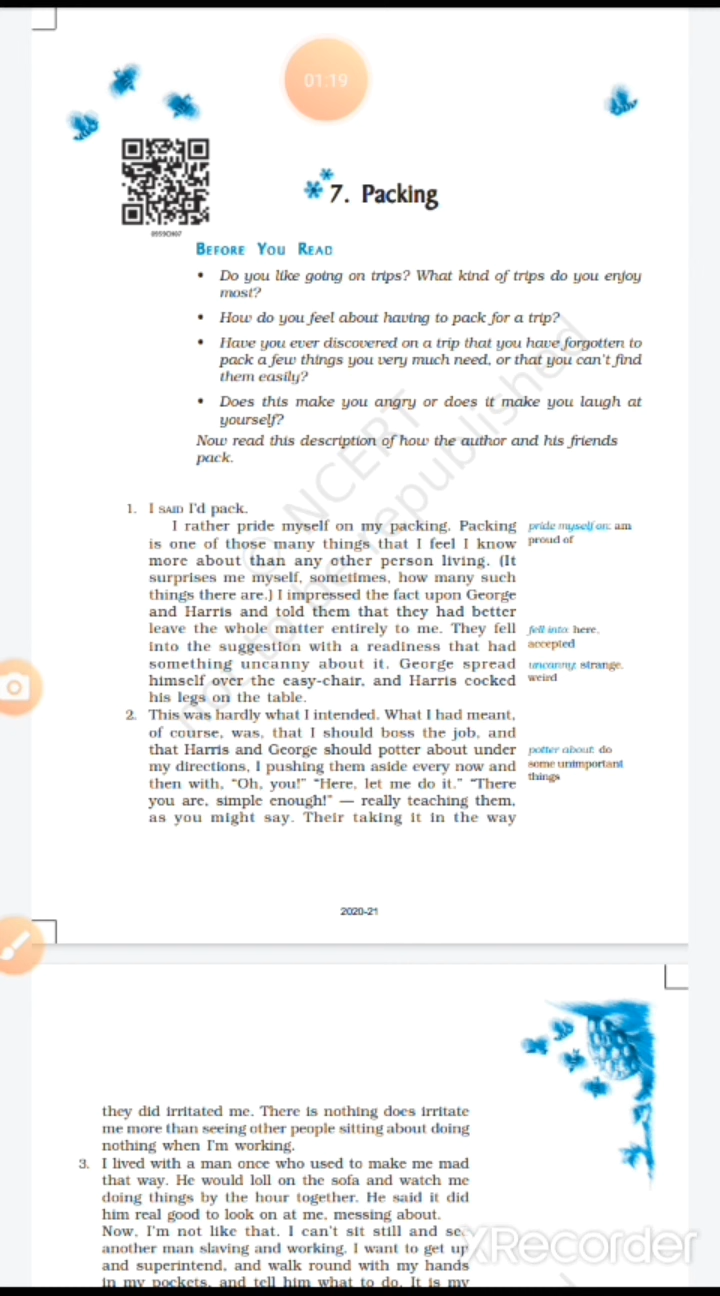 01:19
0959CH07
7. Packing
BEFORE YOU READ
• Do you like going on trips? What kind of trips do you enjoy
most?
• How do you feel about having to pack for a trip?
• Have you ever discovered on a trip that you have forgotten to
pack a few things you very much need, or that you can't find
them easily?
• Does this make you angry or does it make you laugh at
yourself?
Now read this description of how the author and his friends
pack.
1. I SAID I'd pack.
I rather pride myself on my packing. Packing
is one of those many things that I feel I know
more about than any other person living. (It
surprises me myself, sometimes, how many such
things there are.) I impressed the fact upon George
and Harris and told them that they had better
leave the whole matter entirely to me. They fell
into the suggestion with a readiness that had
something uncanny about it. George spread
himself over the easy-chair, and Harris cocked
his legs on the table.
pride myself on: am
proud of
fell into: here,
accepted
uncanny: strange,
weird
2. This was hardly what I intended. What I had meant,
of course, was, that I should boss the job, and
that Harris and George should potter about under
my directions, I pushing them aside every now and
then with, “Oh, you!” “Here, let me do it.” “There
you are, simple enough!” — really teaching them,
as you might say. Their taking it in the way
potter about: do
some unimportant
things
© NCERT
not to be republished
2020-21
they did irritated me. There is nothing does irritate
me more than seeing other people sitting about doing
nothing when I'm working.
3. I lived with a man once who used to make me mad
that way. He would loll on the sofa and watch me
doing things by the hour together. He said it did
him real good to look on at me, messing about.
Now, I'm not like that. I can't sit still and see
another man slaving and working. I want to get up
and superintend, and walk round with my hands
in my pockets, and tell him what to do. It is my
XRecorder